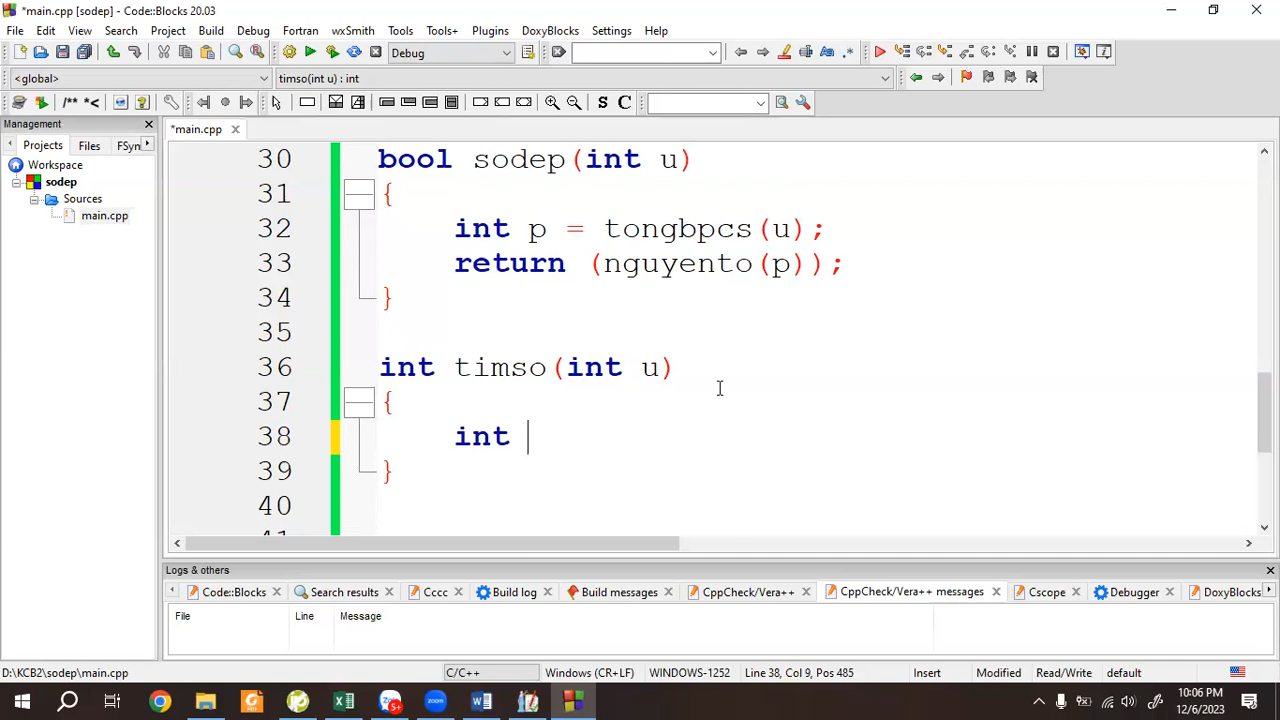 *main.cpp [sodep] - Code::Blocks 20.03
File Edit View Search Project Build Debug Fortran wxSmith Tools Tools+ Plugins DoxyBlocks Settings Help
Debug
<global> timso(int u) : int
/** *< S C
Management
*main.cpp
Projects Files FSyn
Workspace
sodep
Sources
main.cpp
30 bool sodep(int u)
31 {
32 int p = tongbpcs(u);
33 return (nguyento(p));
34 }
35
36 int timso(int u)
37 {
38 int
39 }
40
41
Logs & others
Code::Blocks Search results Cccc Build log Build messages CppCheck/Vera++ CppCheck/Vera++ messages Cscope Debugger DoxyBlocks
File Line Message
D:\KCB2\sodep\main.cpp C/C++ Windows (CR+LF) WINDOWS-1252 Line 38, Col 9, Pos 485 Insert Modified Read/Write default
10:06 PM
12/6/2023